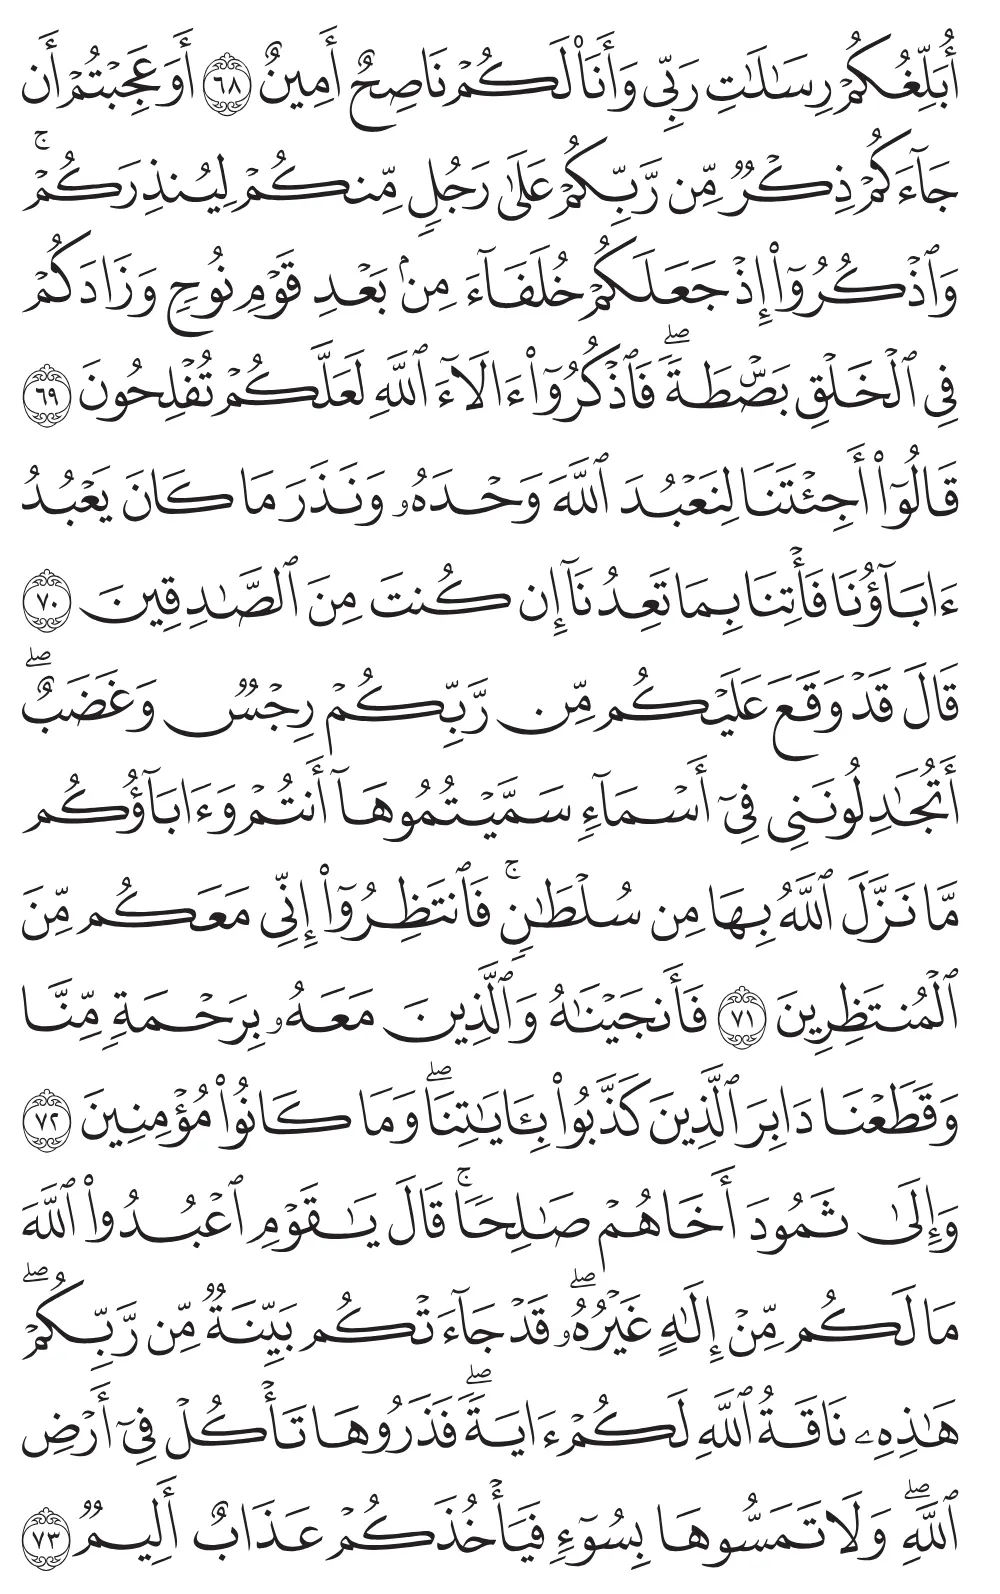 أُبَلِّغُكُمْ رِسَٰلَٰتِ رَبِّى وَأَنَا۠ لَكُمْ نَاصِحٌ أَمِينٌ ٦٨ أَوَعَجِبْتُمْ أَن
جَآءَكُمْ ذِكْرٌ مِّن رَّبِّكُمْ عَلَىٰ رَجُلٍ مِّنكُمْ لِيُنذِرَكُمْ ۚ
وَٱذْكُرُوٓا۟ إِذْ جَعَلَكُمْ خُلَفَآءَ مِنۢ بَعْدِ قَوْمِ نُوحٍ وَزَادَكُمْ
فِى ٱلْخَلْقِ بَصْۜطَةً ۖ فَٱذْكُرُوٓا۟ ءَالَآءَ ٱللَّهِ لَعَلَّكُمْ تُفْلِحُونَ ٦٩
قَالُوٓا۟ أَجِئْتَنَا لِنَعْبُدَ ٱللَّهَ وَحْدَهُۥ وَنَذَرَ مَا كَانَ يَعْبُدُ
ءَابَآؤُنَا فَأْتِنَا بِمَا تَعِدُنَآ إِن كُنتَ مِنَ ٱلصَّٰدِقِينَ ٧٠
قَالَ قَدْ وَقَعَ عَلَيْكُم مِّن رَّبِّكُمْ رِجْسٌ وَغَضَبٌ ۖ
أَتُجَٰدِلُونَنِى فِىٓ أَسْمَآءٍ سَمَّيْتُمُوهَآ أَنتُمْ وَءَابَآؤُكُم
مَّا نَزَّلَ ٱللَّهُ بِهَا مِن سُلْطَٰنٍ ۚ فَٱنتَظِرُوٓا۟ إِنِّى مَعَكُم مِّنَ
ٱلْمُنتَظِرِينَ ٧١ فَأَنجَيْنَٰهُ وَٱلَّذِينَ مَعَهُۥ بِرَحْمَةٍ مِّنَّا
وَقَطَعْنَا دَابِرَ ٱلَّذِينَ كَذَّبُوا۟ بِـَٔايَٰتِنَا ۖ وَمَا كَانُوا۟ مُؤْمِنِينَ ٧٢
وَإِلَىٰ ثَمُودَ أَخَاهُمْ صَٰلِحًا ۚ قَالَ يَٰقَوْمِ ٱعْبُدُوا۟ ٱللَّهَ
مَا لَكُم مِّنْ إِلَٰهٍ غَيْرُهُۥ ۖ قَدْ جَآءَتْكُم بَيِّنَةٌ مِّن رَّبِّكُمْ ۖ
هَٰذِهِۦ نَاقَةُ ٱللَّهِ لَكُمْ ءَايَةً ۖ فَذَرُوهَا تَأْكُلْ فِىٓ أَرْضِ
ٱللَّهِ ۖ وَلَا تَمَسُّوهَا بِسُوٓءٍ فَيَأْخُذَكُمْ عَذَابٌ أَلِيمٌ ٧٣